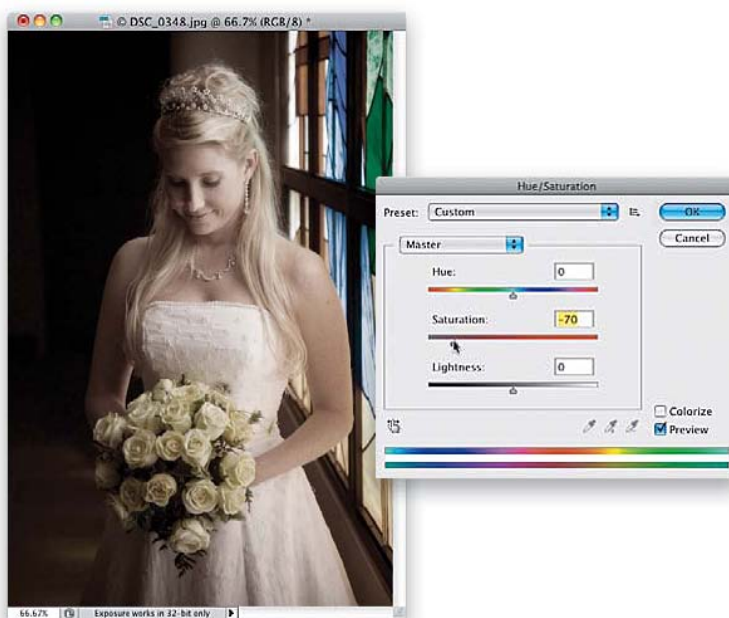 © DSC_0348.jpg @ 66.7% (RGB/8) *
Hue/Saturation
Preset: Custom
OK
Cancel
Master
Hue: 0
Saturation: -70
Lightness: 0
Colorize
Preview
66.67% Exposure works in 32-bit only